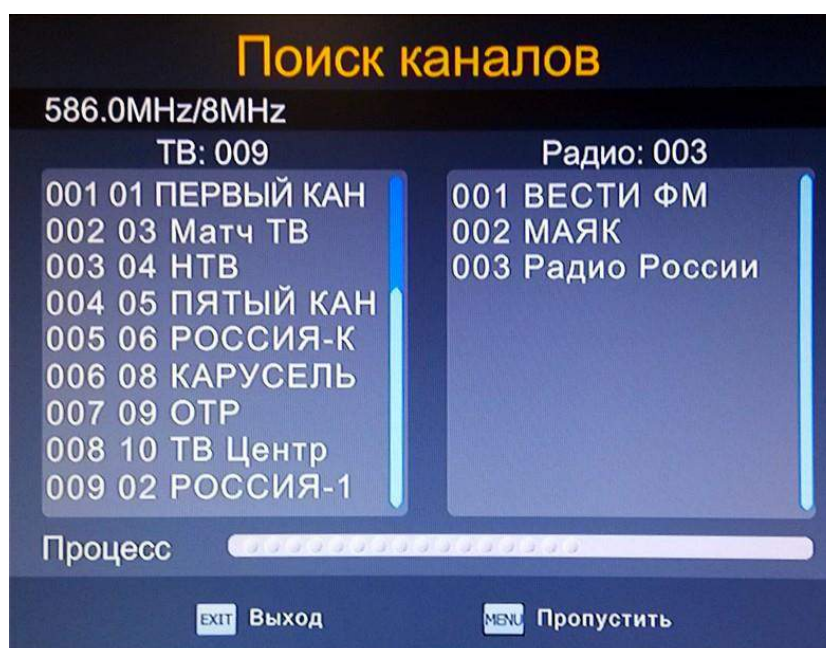 Поиск каналов
586.0MHz/8MHz
ТВ: 009
Радио: 003
001 01 ПЕРВЫЙ КАН
002 03 Матч ТВ
003 04 НТВ
004 05 ПЯТЫЙ КАН
005 06 РОССИЯ-К
006 08 КАРУСЕЛЬ
007 09 ОТР
008 10 ТВ Центр
009 02 РОССИЯ-1
001 ВЕСТИ ФМ
002 МАЯК
003 Радио России
Процесс
EXIT Выход
MENU Пропустить